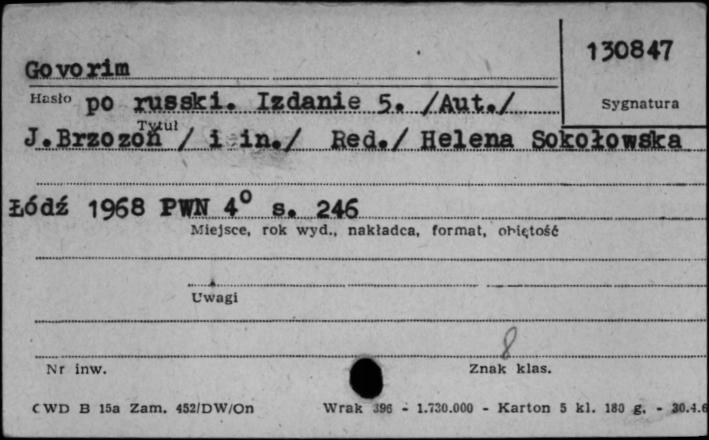 130847
Govorim
Hasło po russki. Izdanie 5. /Aut./
Sygnatura
Tytuł
J.Brzozoń / i in./ Red./ Helena Sokołowska
Łódź 1968 PWN 4° s. 246
Miejsce, rok wyd., nakładca, format, objętość
Uwagi
8
Nr inw.
Znak klas.
CWD B 15a Zam. 452/DW/On Wrak 396 - 1.730.000 - Karton 5 kl. 180 g. - 30.4.6